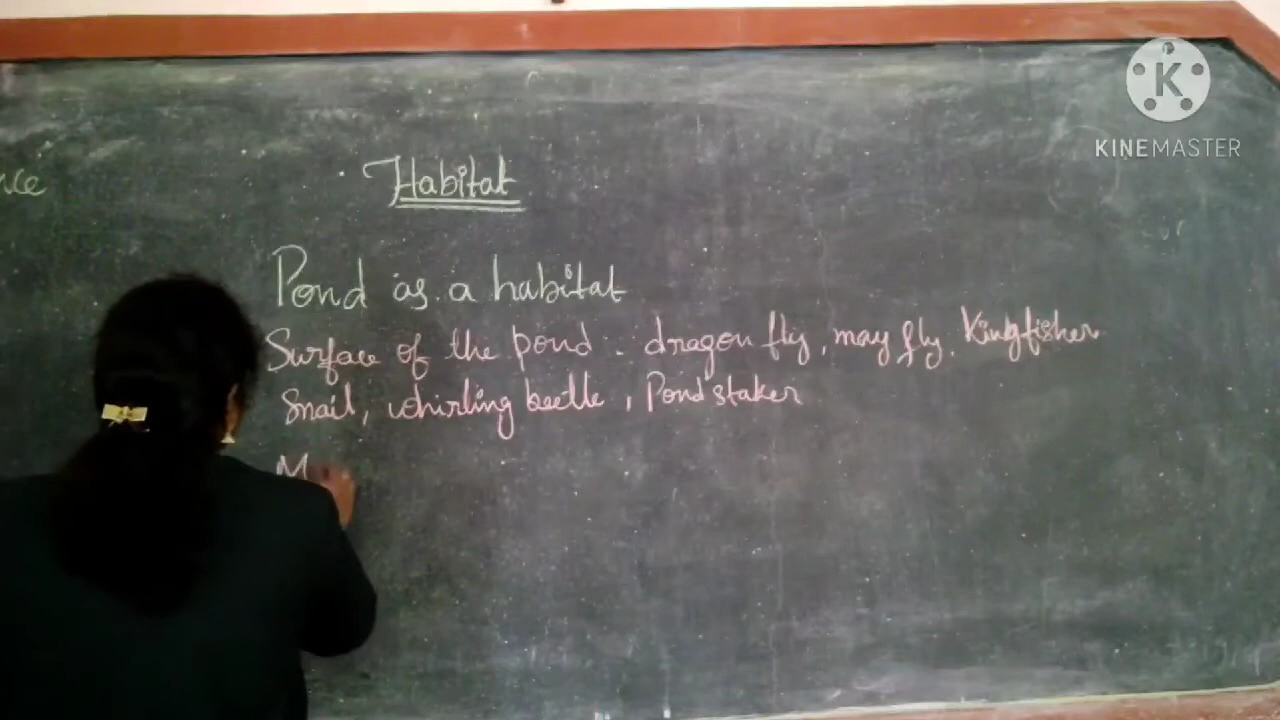 KINEMASTER
Habitat
Pond as a habitat
Surface of the pond - dragon fly, may fly, Kingfisher
Snail, whirling beetle, Pond staker
M